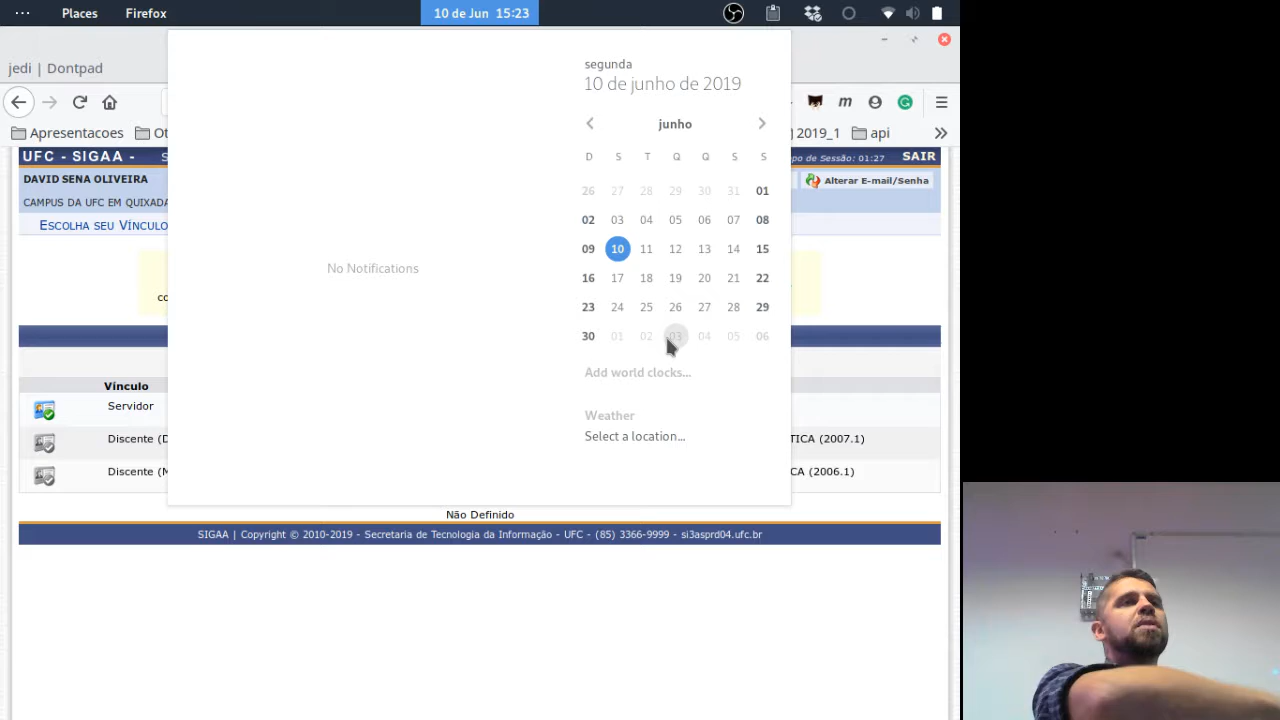 Places Firefox 10 de Jun 15:23
jedi | Dontpad
segunda
10 de junho de 2019
Apresentacoes
2019_1 api
junho
D S T Q Q S S
26 27 28 29 30 31 01
02 03 04 05 06 07 08
09 10 11 12 13 14 15
16 17 18 19 20 21 22
23 24 25 26 27 28 29
30 01 02 03 04 05 06
Add world clocks...
Weather
Select a location...
No Notifications
UFC - SIGAA -
de Sessão: 01:27 SAIR
DAVID SENA OLIVEIRA
Alterar E-mail/Senha
CAMPUS DA UFC EM QUIXADA
ESCOLHA SEU VÍNCULO
Vínculo
Servidor
Discente
(2007.1)
Discente
(2006.1)
Não Definido
SIGAA | Copyright © 2010-2019 - Secretaria de Tecnologia da Informação - UFC - (85) 3366-9999 - si3asprd04.ufc.br